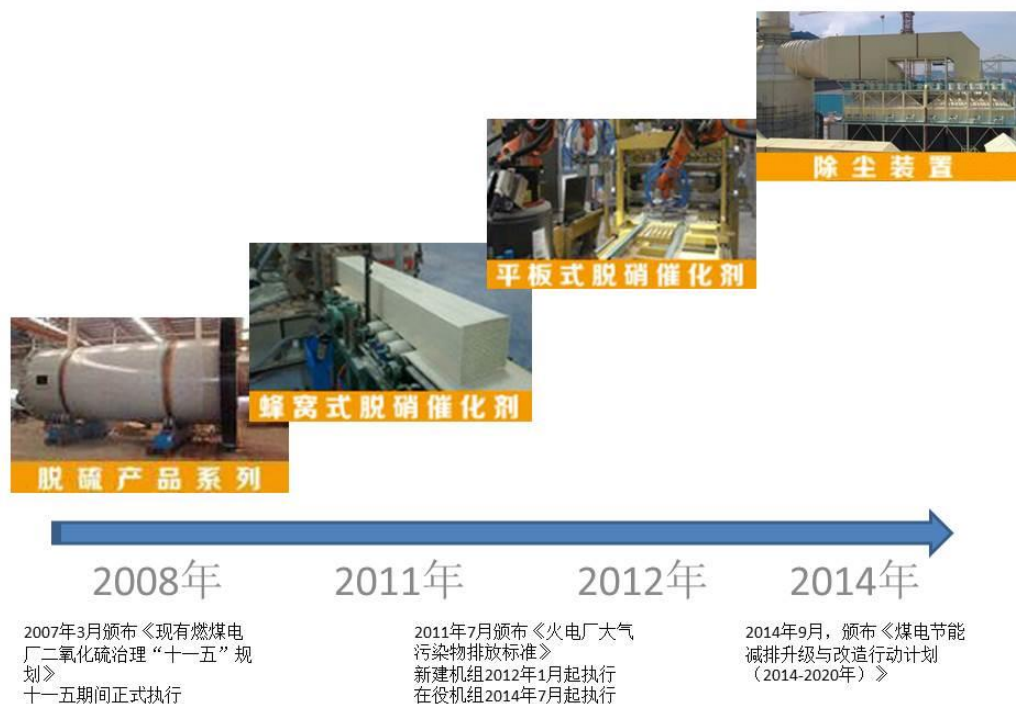 除尘装置
平板式脱硝催化剂
蜂窝式脱硝催化剂
脱硫产品系列
2008年
2011年
2012年
2014年
2007年3月颁布《现有燃煤电
厂二氧化硫治理“十一五”规
划》
十一五期间正式执行
2011年7月颁布《火电厂大气
污染物排放标准》
新建机组2012年1月起执行
在役机组2014年7月起执行
2014年9月，颁布《煤电节能
减排升级与改造行动计划
（2014-2020年）》